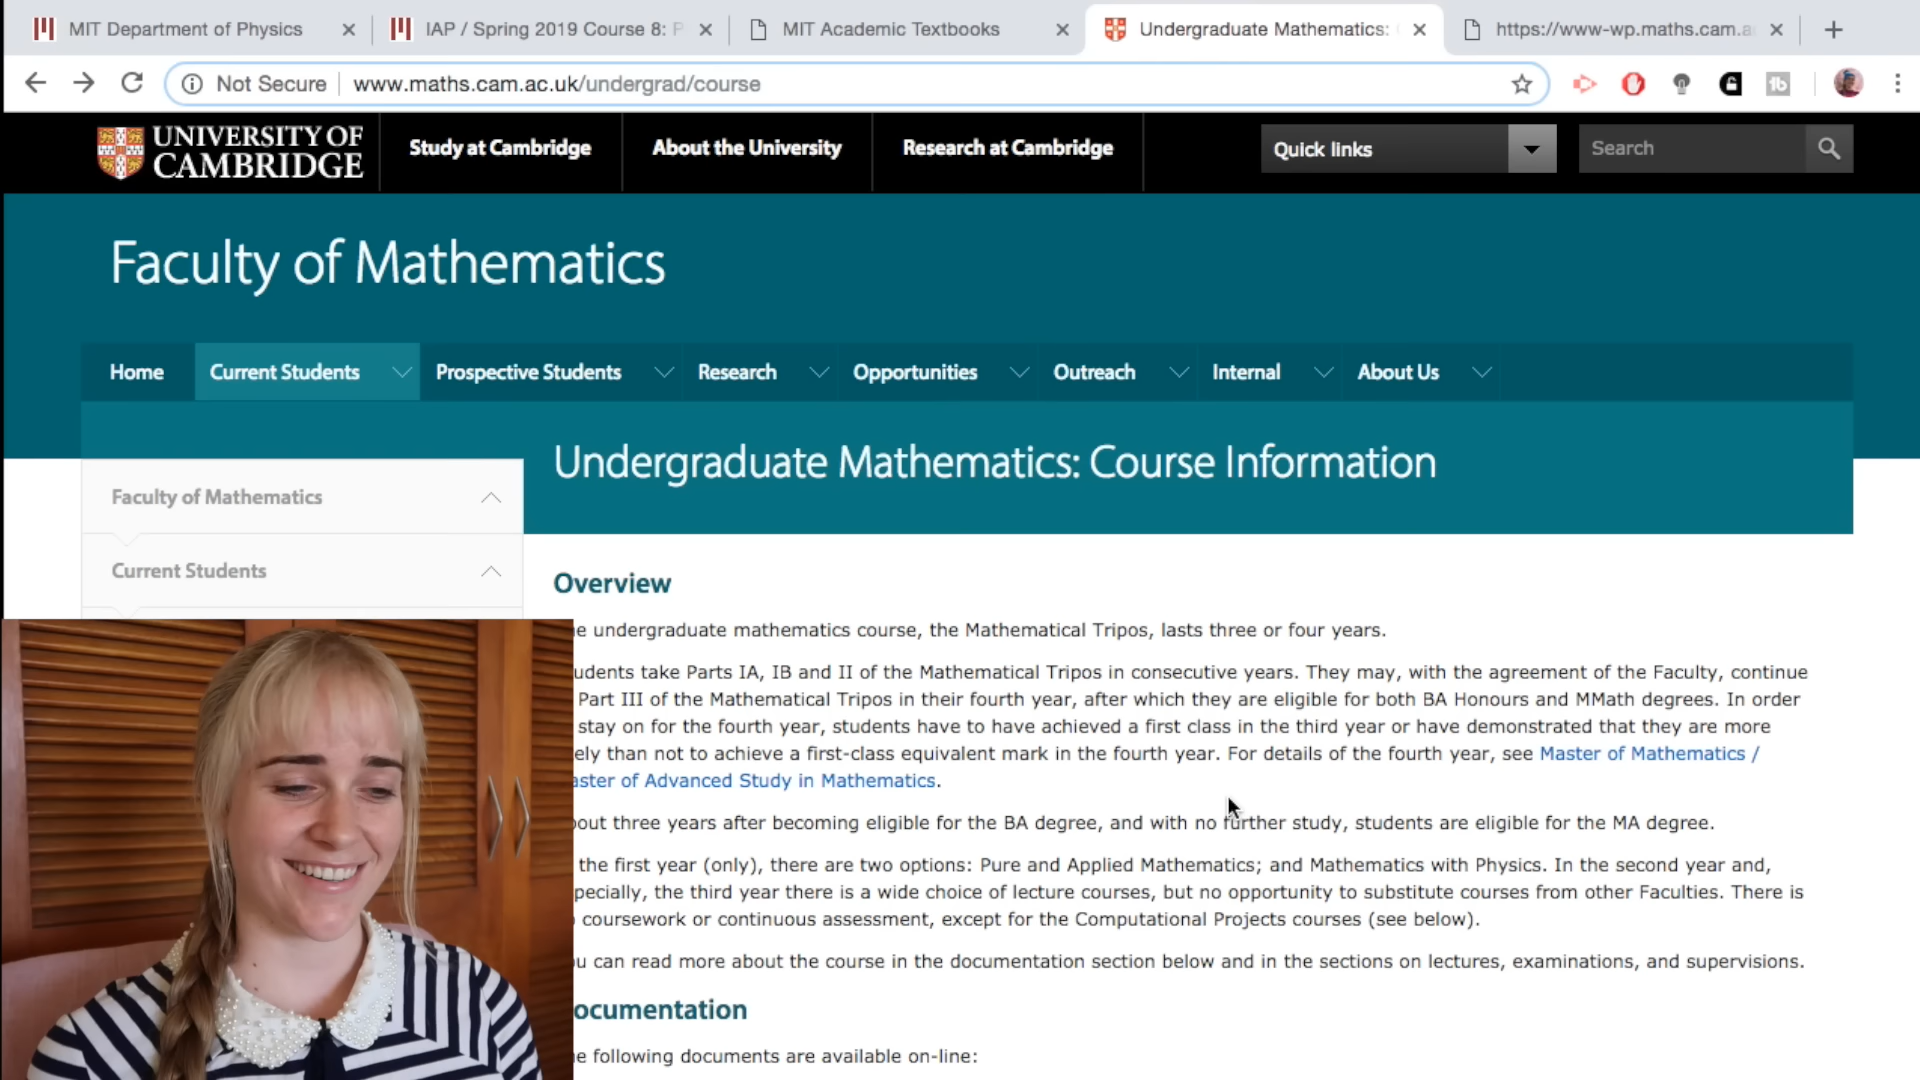 MIT Department of Physics
IAP / Spring 2019 Course 8: P
MIT Academic Textbooks
Undergraduate Mathematics:
https://www-wp.maths.cam.a
Not Secure
www.maths.cam.ac.uk/undergrad/course
UNIVERSITY OF
CAMBRIDGE
Study at Cambridge
About the University
Research at Cambridge
Quick links
Search
Faculty of Mathematics
Home
Current Students
Prospective Students
Research
Opportunities
Outreach
Internal
About Us
Undergraduate Mathematics: Course Information
Faculty of Mathematics
Current Students
Overview
e undergraduate mathematics course, the Mathematical Tripos, lasts three or four years.
udents take Parts IA, IB and II of the Mathematical Tripos in consecutive years. They may, with the agreement of the Faculty, continue
Part III of the Mathematical Tripos in their fourth year, after which they are eligible for both BA Honours and MMath degrees. In order
stay on for the fourth year, students have to have achieved a first class in the third year or have demonstrated that they are more
ely than not to achieve a first-class equivalent mark in the fourth year. For details of the fourth year, see Master of Mathematics /
aster of Advanced Study in Mathematics.
out three years after becoming eligible for the BA degree, and with no further study, students are eligible for the MA degree.
the first year (only), there are two options: Pure and Applied Mathematics; and Mathematics with Physics. In the second year and,
pecially, the third year there is a wide choice of lecture courses, but no opportunity to substitute courses from other Faculties. There is
coursework or continuous assessment, except for the Computational Projects courses (see below).
u can read more about the course in the documentation section below and in the sections on lectures, examinations, and supervisions.
ocumentation
e following documents are available on-line: